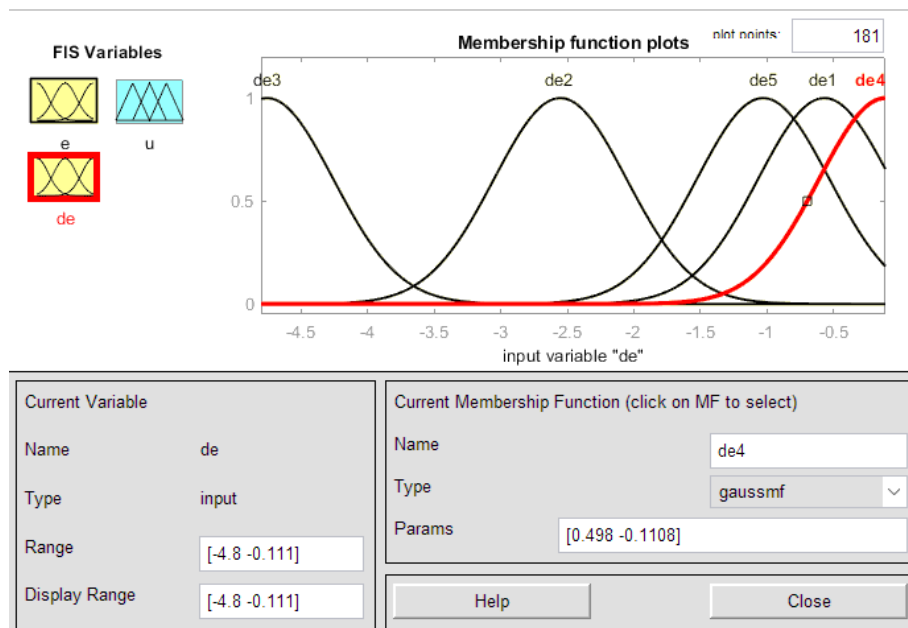 FIS Variables
e
u
de
Membership function plots
plot points:
181
de3
de2
de5
de1
de4
1
0.5
0
-4.5
-4
-3.5
-3
-2.5
-2
-1.5
-1
-0.5
input variable "de"
Current Variable
Name de
Type input
Range [-4.8 -0.111]
Display Range [-4.8 -0.111]
Current Membership Function (click on MF to select)
Name de4
Type gaussmf
Params [0.498 -0.1108]
Help
Close